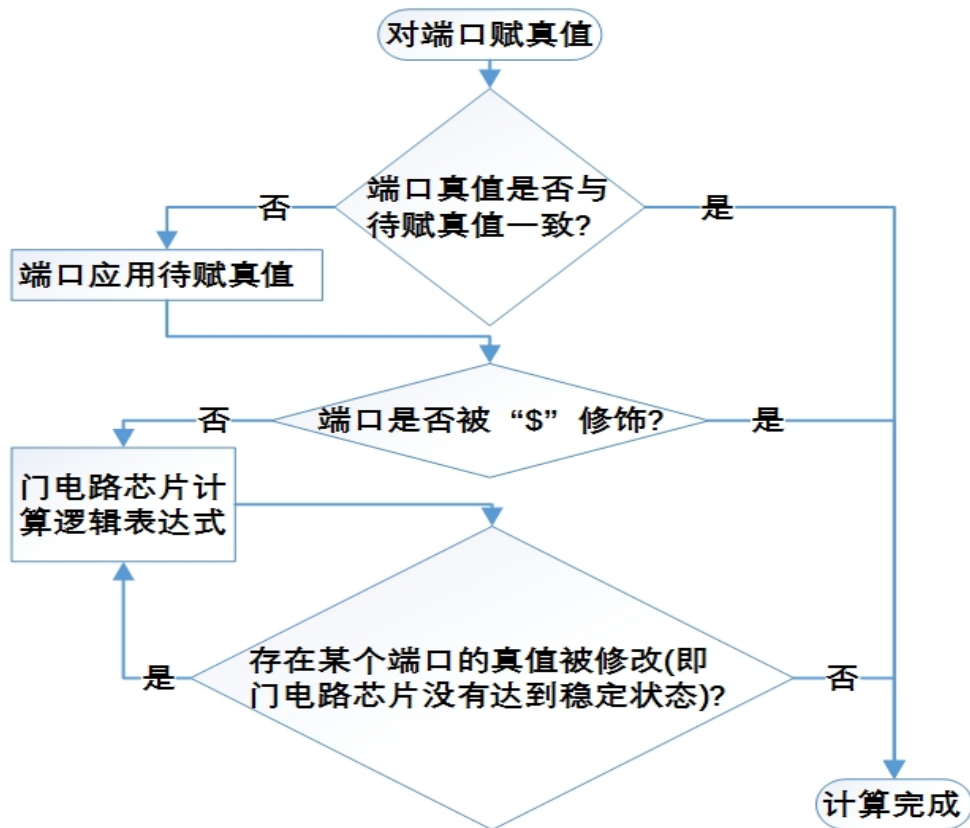 对端口赋真值
端口真值是否与
待赋真值一致?
否
是
端口应用待赋真值
端口是否被 “$” 修饰?
否
是
门电路芯片计
算逻辑表达式
存在某个端口的真值被修改(即
门电路芯片没有达到稳定状态)?
是
否
计算完成